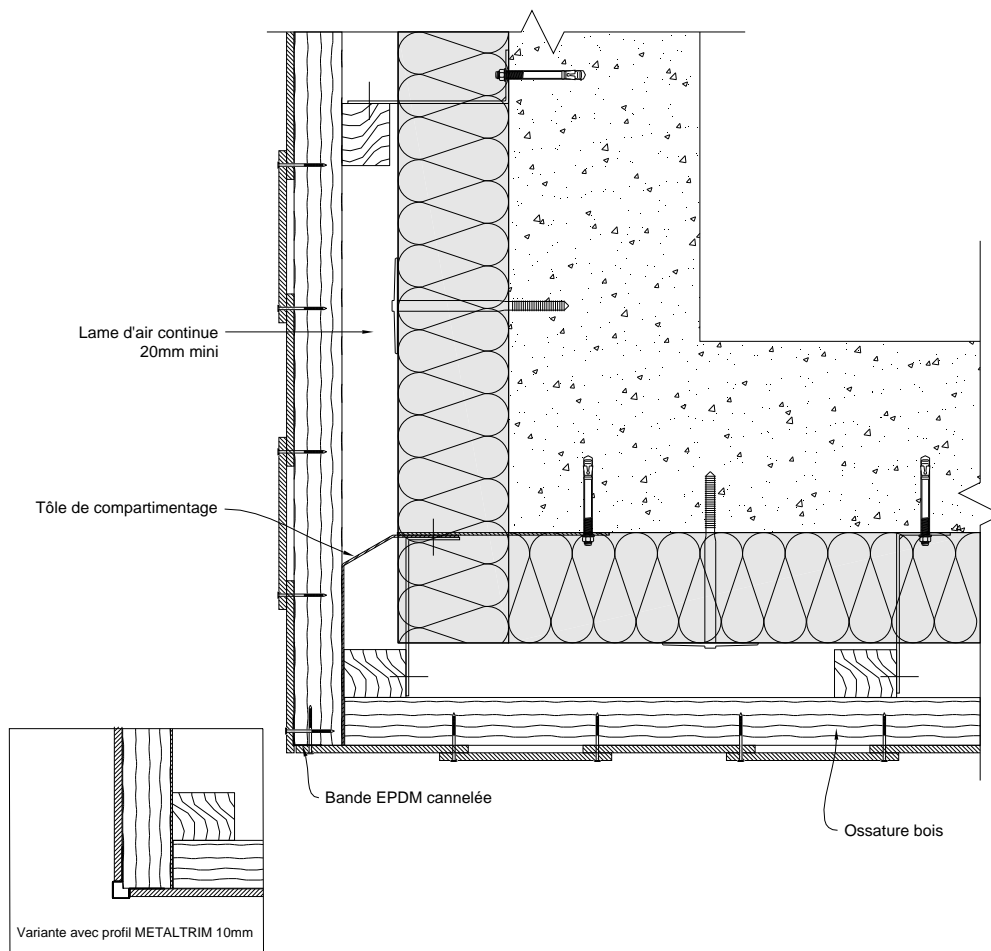 Lame d'air continue
20mm mini
Tôle de compartimentage
Bande EPDM cannelée
Ossature bois
Variante avec profil METALTRIM 10mm